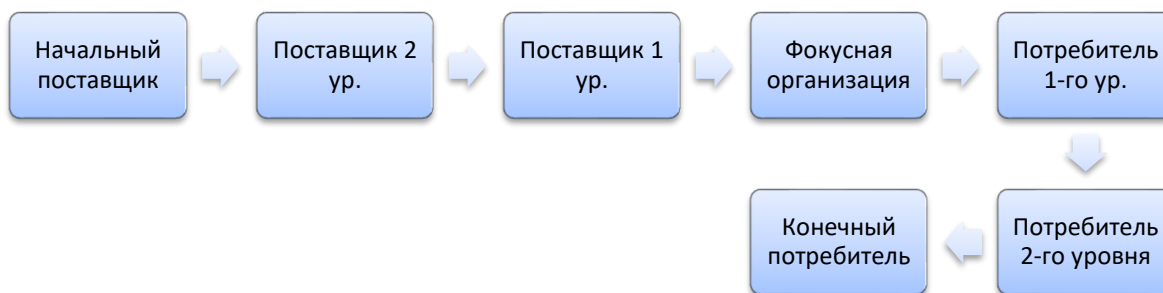 Начальный
поставщик
Поставщик 2
ур.
Поставщик 1
ур.
Фокусная
организация
Потребитель
1-го ур.
Потребитель
2-го уровня
Конечный
потребитель